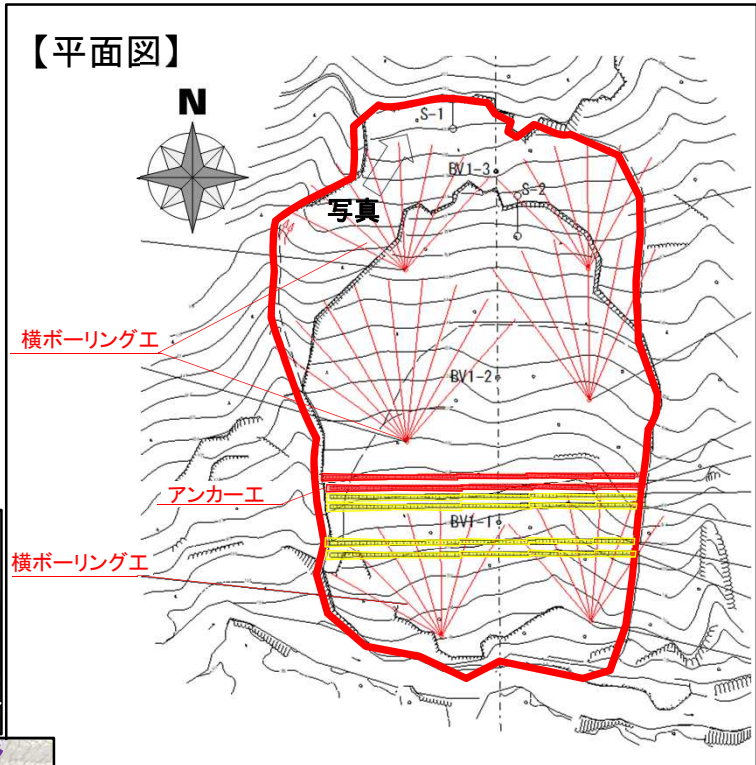 【平面図】
N
S-1
BV1-3
S-2
写真
横ボーリング工
BV1-2
アンカー工
BV1-1
横ボーリング工